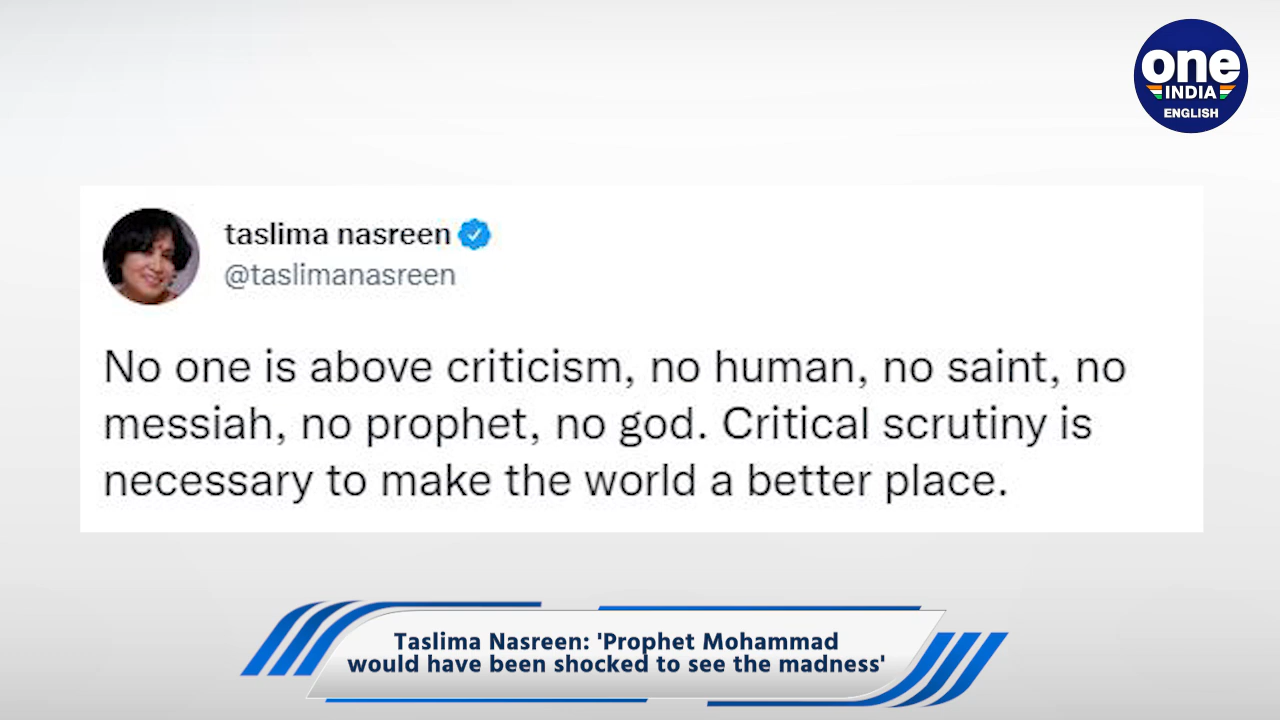 one
INDIA
ENGLISH
taslima nasreen
@taslimanasreen
No one is above criticism, no human, no saint, no
messiah, no prophet, no god. Critical scrutiny is
necessary to make the world a better place.
Taslima Nasreen: 'Prophet Mohammad
would have been shocked to see the madness'